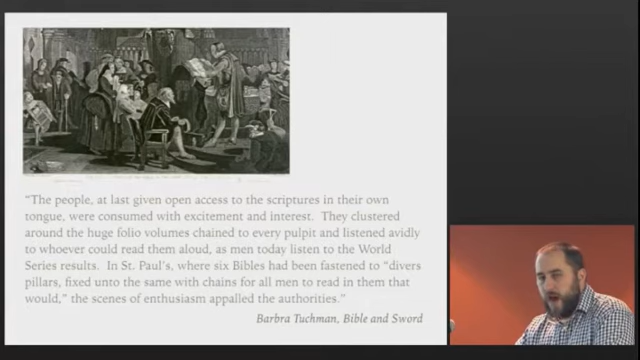 “The people, at last given open access to the scriptures in their own
tongue, were consumed with excitement and interest.  They clustered
around the huge folio volumes chained to every pulpit and listened avidly
to whoever could read them aloud, as men today listen to the World
Series results.  In St. Paul’s, where six Bibles had been fastened to “divers
pillars, fixed unto the same with chains for all men to read in them that
would,” the scenes of enthusiasm appalled the authorities.”
Barbra Tuchman, Bible and Sword